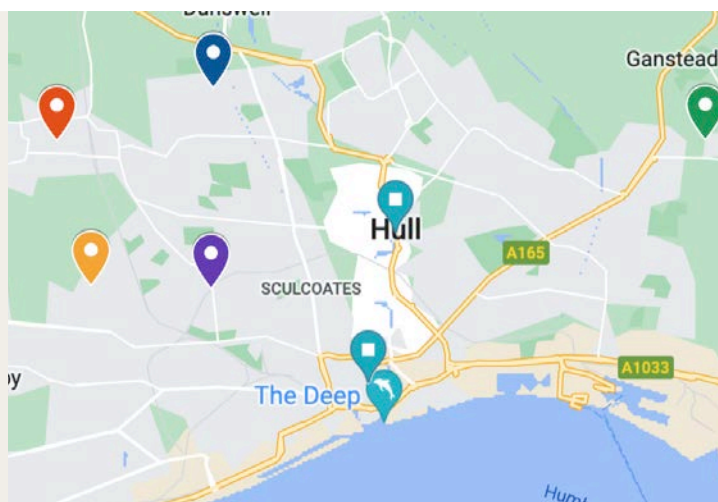 Ganstead
Hull
A165
SCULCOATES
A1033
The Deep